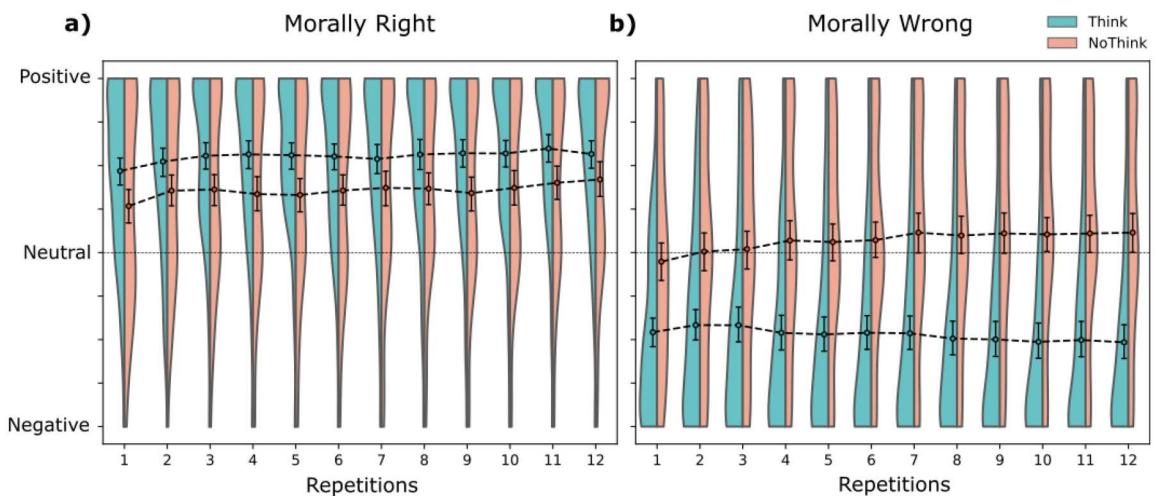 a) Morally Right
b) Morally Wrong
Think
NoThink
Positive
Neutral
Negative
1 2 3 4 5 6 7 8 9 10 11 12
Repetitions
1 2 3 4 5 6 7 8 9 10 11 12
Repetitions